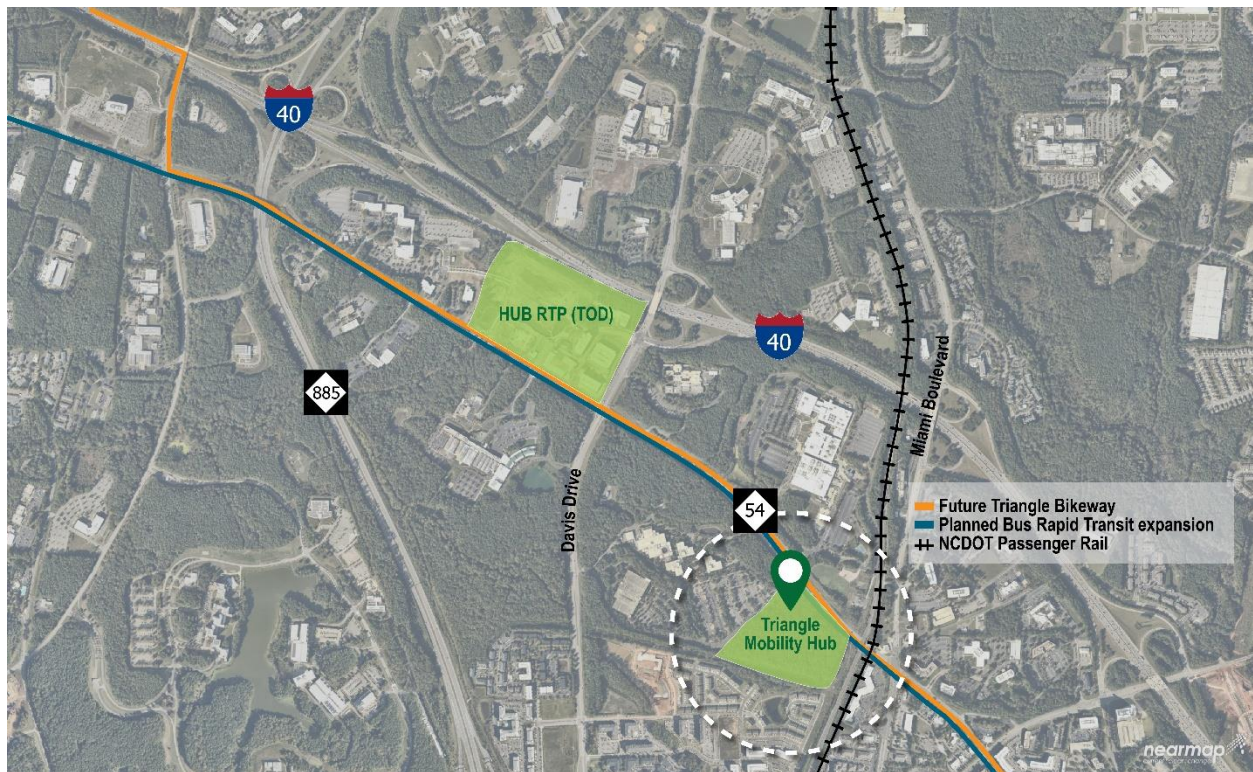 40
HUB RTP (TOD)
40
885
Miami Boulevard
Davis Drive
54
Future Triangle Bikeway
Planned Bus Rapid Transit expansion
NCDOT Passenger Rail
Triangle
Mobility Hub
nearmap